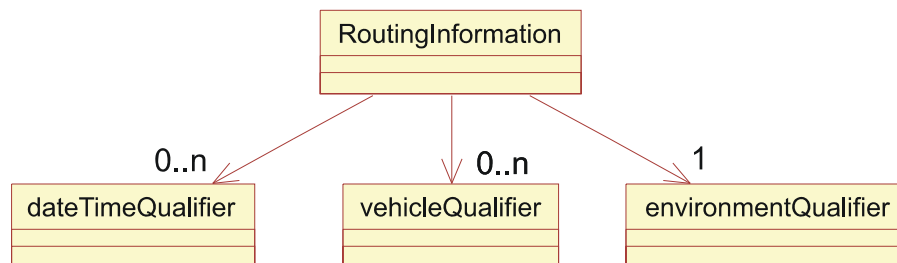 RoutingInformation
0..n
0..n
1
dateTimeQualifier
vehicleQualifier
environmentQualifier